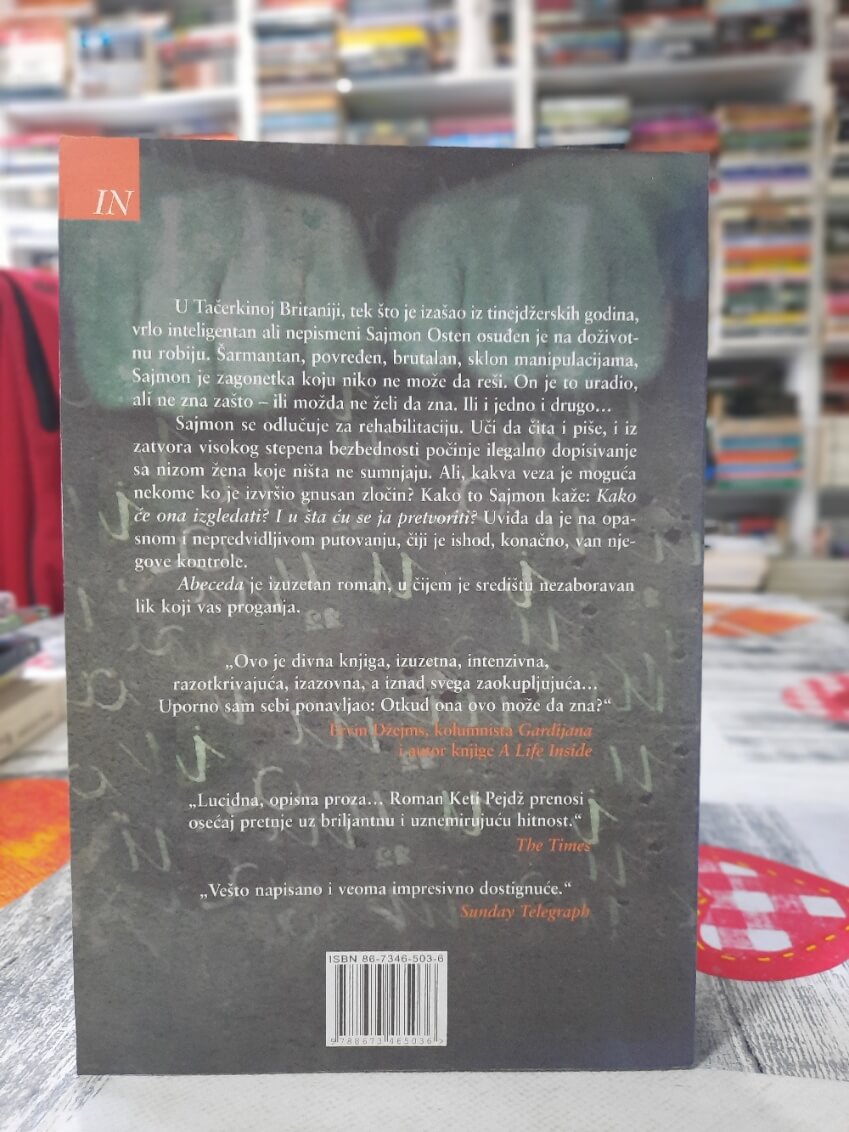 IN
U Tačerkinoj Britaniji, tek što je izašao iz tinejdžerskih godina,
vrlo inteligentan ali nepismeni Sajmon Osten osuđen je na doživot-
nu robiju. Šarmantan, povređen, brutalan, sklon manipulacijama,
Sajmon je zagonetka koju niko ne može da reši. On je to uradio,
ali ne zna zašto – ili možda ne želi da zna. Ili i jedno i drugo...
Sajmon se odlučuje za rehabilitaciju. Uči da čita i piše, i iz
zatvora visokog stepena bezbednosti počinje ilegalno dopisivanje
sa nizom žena koje ništa ne sumnjaju. Ali, kakva veza je moguća
nekome ko je izvršio gnusan zločin? Kako to Sajmon kaže: Kako
će ona izgledati? I u šta ću se ja pretvoriti? Uviđa da je na opa-
snom i nepredvidljivom putovanju, čiji je ishod, konačno, van nje-
gove kontrole.
Abeceda je izuzetan roman, u čijem je središtu nezaboravan
lik koji vas proganja.
„Ovo je divna knjiga, izuzetna, intenzivna,
razotkrivajuća, izazovna, a iznad svega zaokupljujuća...
Uporno sam sebi ponavljao: Otkud ona ovo može da zna?“
Ervin Džejms, kolumnista Gardijana
i autor knjige A Life Inside
„Lucidna, opisna proza... Roman Keti Pejdž prenosi
osećaj pretnje uz briljantnu i uznemirujuću hitnost.“
The Times
„Vešto napisano i veoma impresivno dostignuće.“
Sunday Telegraph
ISBN 86-7346-503-6
9788673465036>